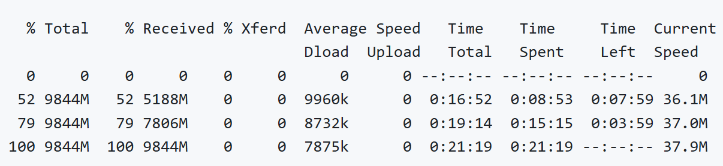 % Total % Received % Xferd Average Speed Time Time Time Current
Dload Upload Total Spent Left Speed
0 0 0 0 0 0 0 0 --:--:-- --:--:-- --:--:-- 0
52 9844M 52 5188M 0 0 9960k 0 0:16:52 0:08:53 0:07:59 36.1M
79 9844M 79 7806M 0 0 8732k 0 0:19:14 0:15:15 0:03:59 37.0M
100 9844M 100 9844M 0 0 7875k 0 0:21:19 0:21:19 --:--:-- 37.9M